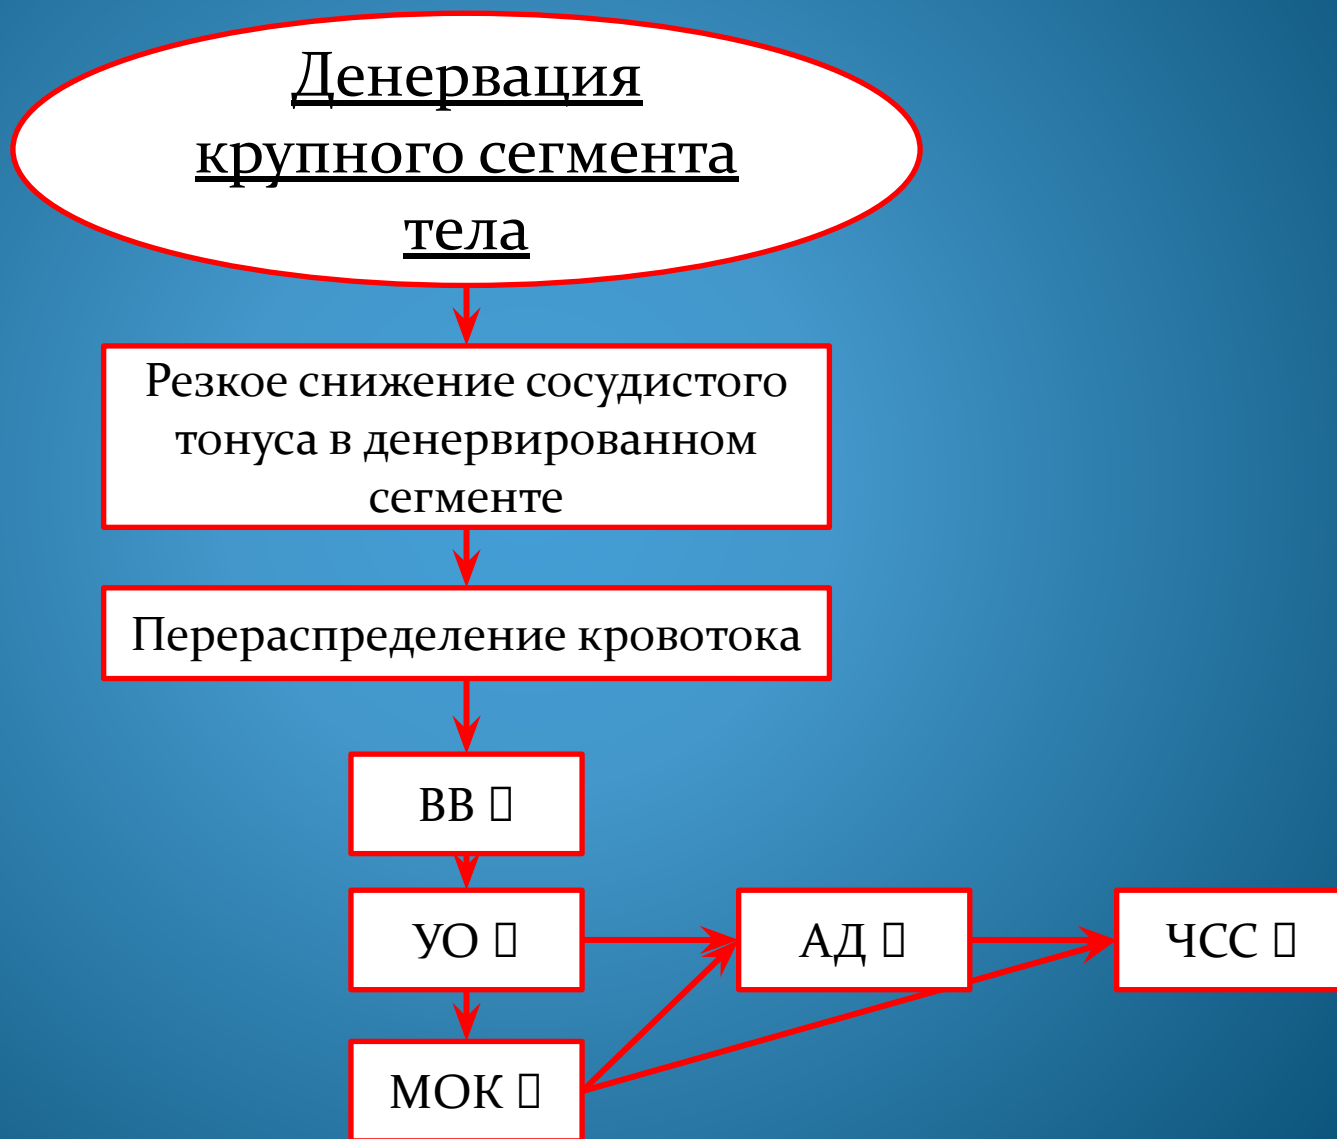 Денервация
крупного сегмента
тела
Резкое снижение сосудистого
тонуса в денервированном
сегменте
Перераспределение кровотока
ВВ 
УО 
АД 
ЧСС 
МОК